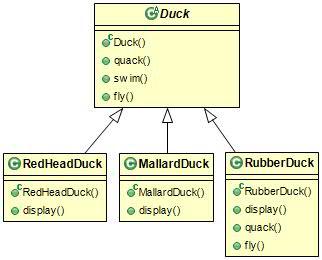 Duck
Duck()
quack()
swim()
fly()
RedHeadDuck
RedHeadDuck()
display()
MallardDuck
MallardDuck()
display()
RubberDuck
RubberDuck()
display()
quack()
fly()